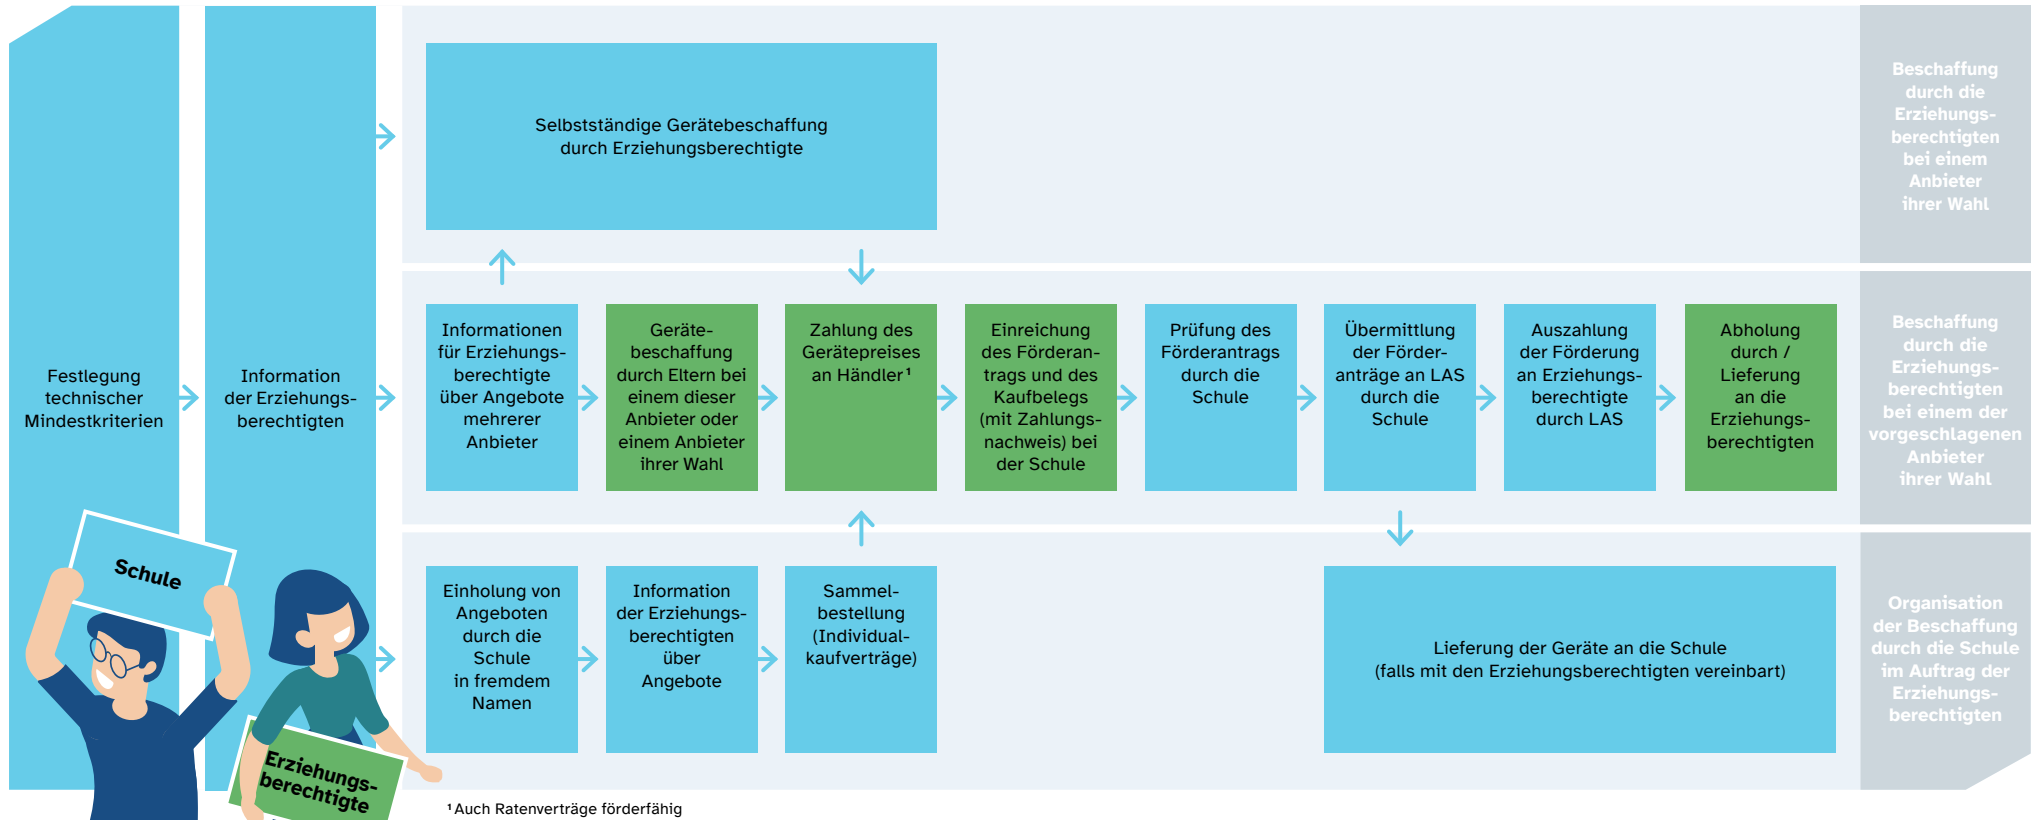 Festlegung
technischer
Mindestkriterien
Information
der Erziehungs-
berechtigten
Selbstständige Gerätebeschaffung
durch Erziehungsberechtigte
Beschaffung
durch die
Erziehungs-
berechtigten
bei einem
Anbieter
ihrer Wahl
Informationen
für Erziehungs-
berechtigte
über Angebote
mehrerer
Anbieter
Geräte-
beschaffung
durch Eltern bei
einem dieser
Anbieter oder
einem Anbieter
ihrer Wahl
Zahlung des
Gerätepreises
an Händler¹
Einreichung
des Förderan-
trags und des
Kaufbelegs
(mit Zahlungs-
nachweis) bei
der Schule
Prüfung des
Förderantrags
durch die
Schule
Übermittlung
der Förder-
anträge an LAS
durch die
Schule
Auszahlung
der Förderung
an Erziehungs-
berechtigte
durch LAS
Abholung
durch /
Lieferung
an die
Erziehungs-
berechtigten
Beschaffung
durch die
Erziehungs-
berechtigten
bei einem der
vorgeschlagenen
Anbieter
ihrer Wahl
Einholung von
Angeboten
durch die
Schule
in fremdem
Namen
Information
der Erziehungs-
berechtigten
über
Angebote
Sammel-
bestellung
(Individual-
kaufverträge)
Lieferung der Geräte an die Schule
(falls mit den Erziehungsberechtigten vereinbart)
Organisation
der Beschaffung
durch die Schule
im Auftrag der
Erziehungs-
berechtigten
Schule
Erziehungs-
berechtigte
¹ Auch Ratenverträge förderfähig